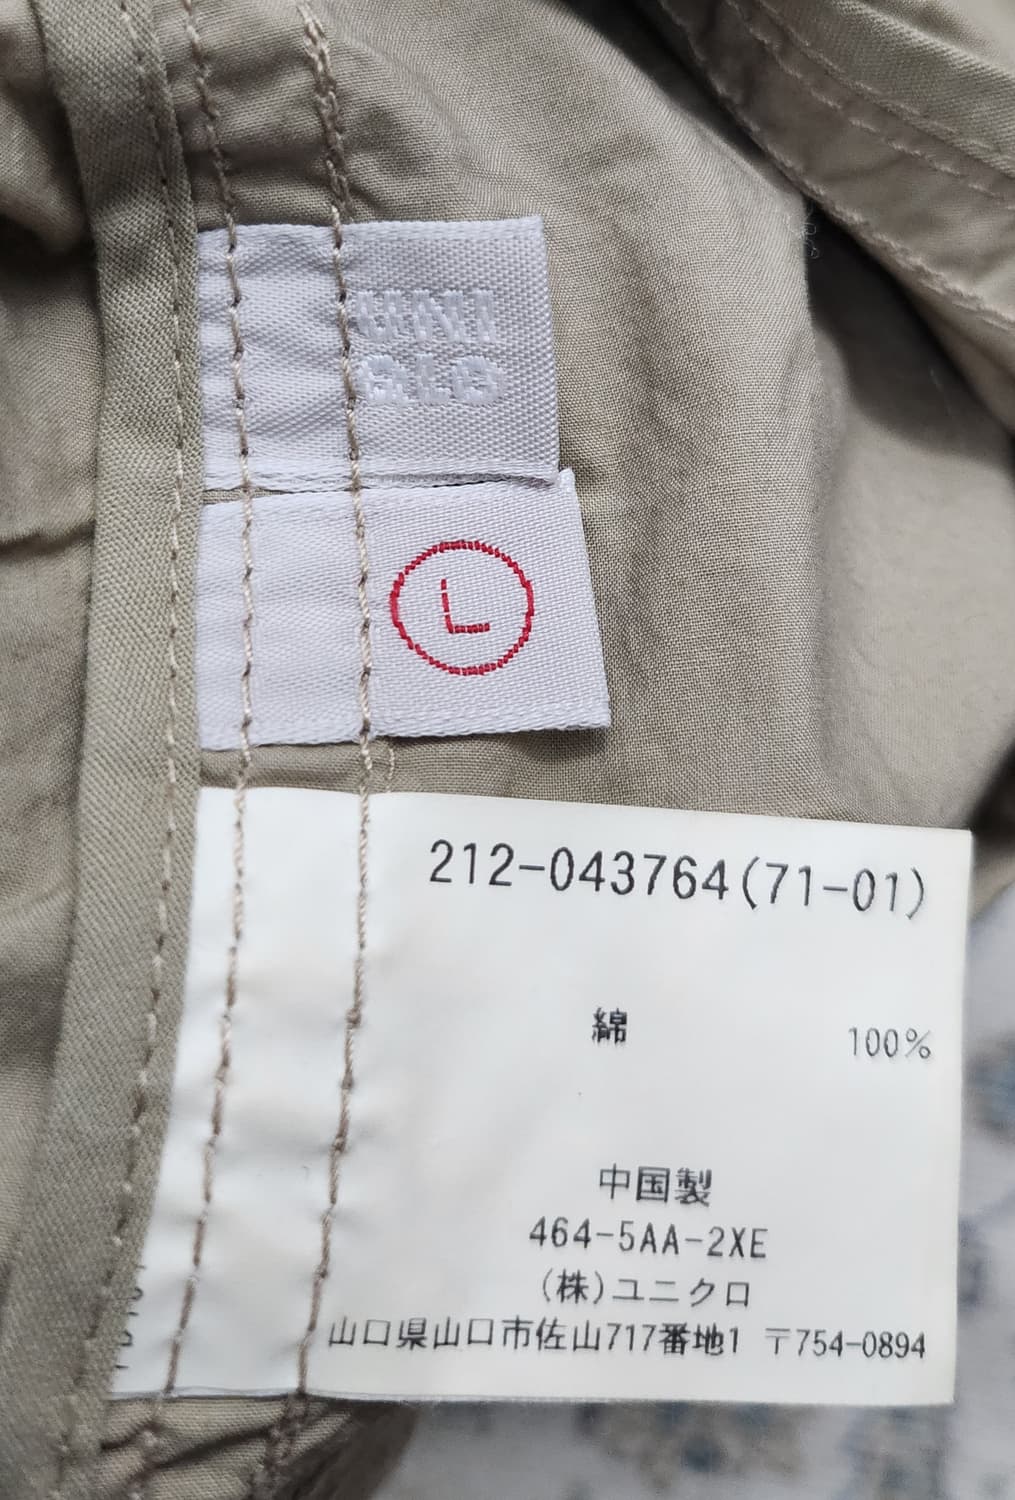 UNI
QLO
L
212-043764(71-01)
綿 100%
中国製
464-5AA-2XE
(株)ユニクロ
山口県山口市佐山717番地1 〒754-0894